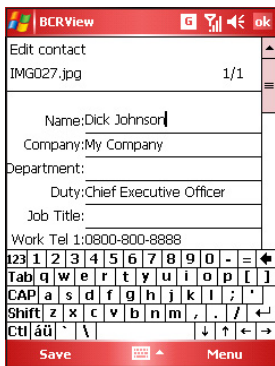 BCRView G ok
Edit contact
IMG027.jpg 1/1
Name:Dick Johnson
Company:My Company
Department:
Duty:Chief Executive Officer
Job Title:
Work Tel 1:0800-800-8888
123 1 2 3 4 5 6 7 8 9 0 - =
Tab q w e r t y u i o p [ ]
CAP a s d f g h j k l ; '
Shift z x c v b n m , . /
Ctl áü ` \
Save Menu